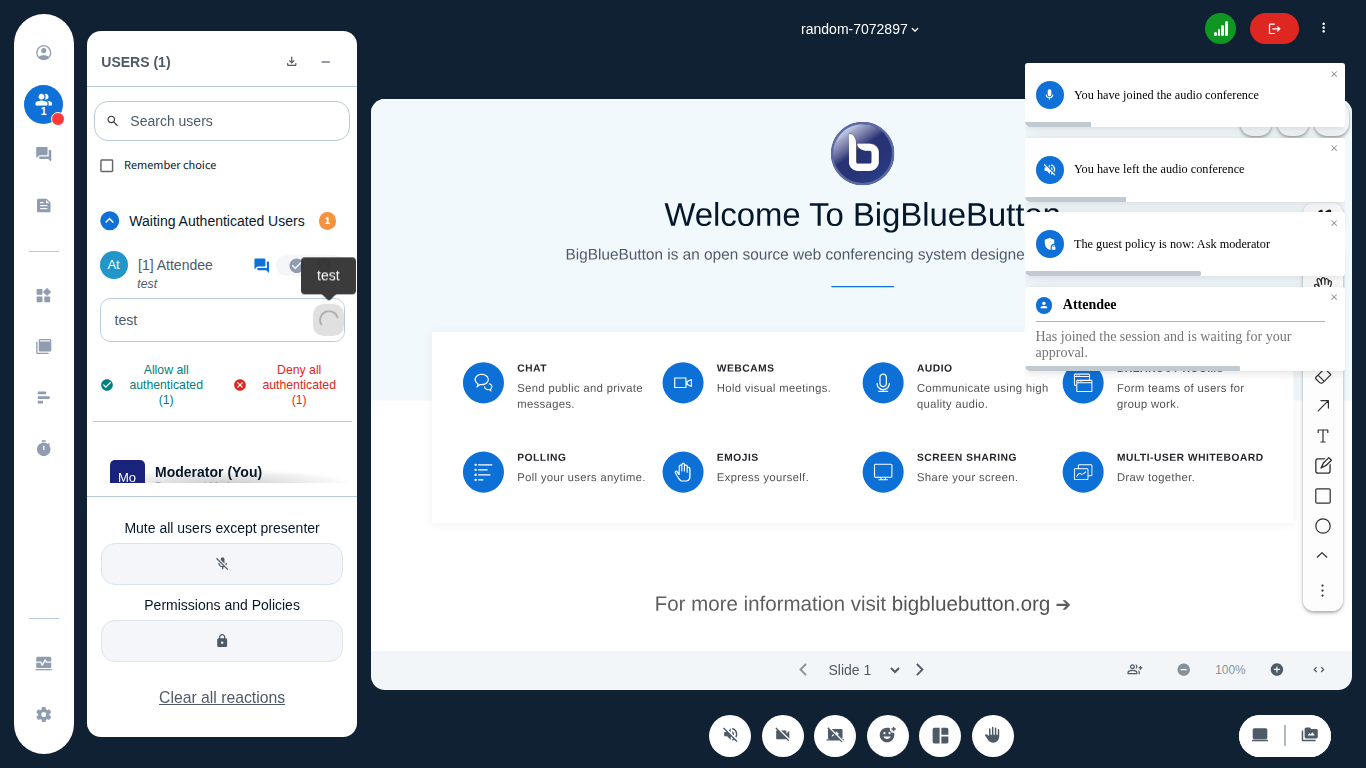 random-7072897
1
USERS (1)
Search users
Remember choice
Waiting Authenticated Users
1
At
[1] Attendee
test
test
test
Allow all
authenticated
(1)
Deny all
authenticated
(1)
Mo
Moderator (You)
Mute all users except presenter
Permissions and Policies
Clear all reactions
Welcome To BigBlueButton
BigBlueButton is an open source web conferencing system designe
CHAT
Send public and private
messages.
WEBCAMS
Hold visual meetings.
AUDIO
Communicate using high
quality audio.
Form teams of users for
group work.
POLLING
Poll your users anytime.
EMOJIS
Express yourself.
SCREEN SHARING
Share your screen.
MULTI-USER WHITEBOARD
Draw together.
For more information visit bigbluebutton.org ➔
Slide 1
100%
You have joined the audio conference
You have left the audio conference
The guest policy is now: Ask moderator
Attendee
Has joined the session and is waiting for your
approval.
T